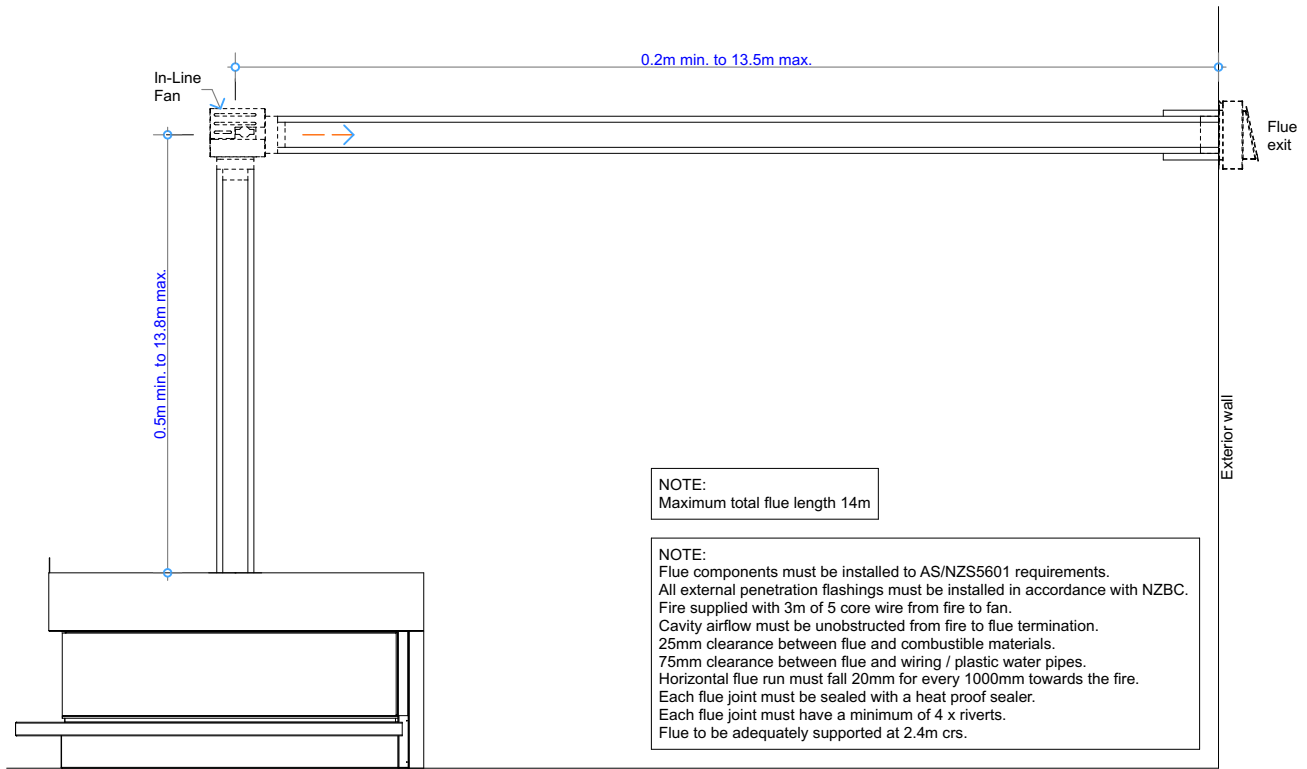 0.2m min. to 13.5m max.
In-Line
Fan
Flue
exit
0.5m min. to 13.8m max.
Exterior wall
NOTE:
Maximum total flue length 14m
NOTE:
Flue components must be installed to AS/NZS5601 requirements.
All external penetration flashings must be installed in accordance with NZBC.
Fire supplied with 3m of 5 core wire from fire to fan.
Cavity airflow must be unobstructed from fire to flue termination.
25mm clearance between flue and combustible materials.
75mm clearance between flue and wiring / plastic water pipes.
Horizontal flue run must fall 20mm for every 1000mm towards the fire.
Each flue joint must be sealed with a heat proof sealer.
Each flue joint must have a minimum of 4 x riverts.
Flue to be adequately supported at 2.4m crs.